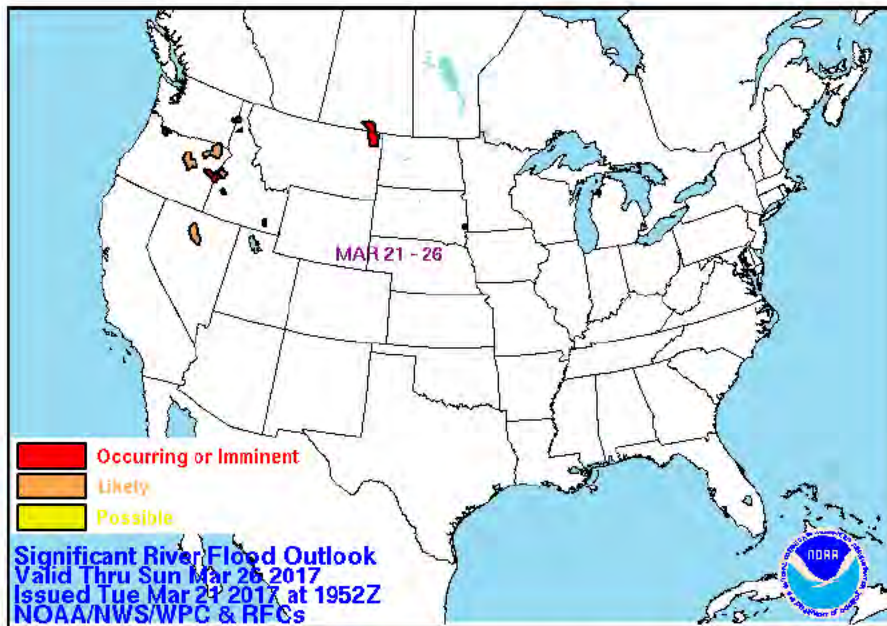 MAR 21 - 26
Occurring or Imminent
Likely
Possible
Significant River Flood Outlook
Valid Thru Sun Mar 26 2017
Issued Tue Mar 21 2017 at 1952Z
NOAA/NWS/WPC & RFCs
NOAA